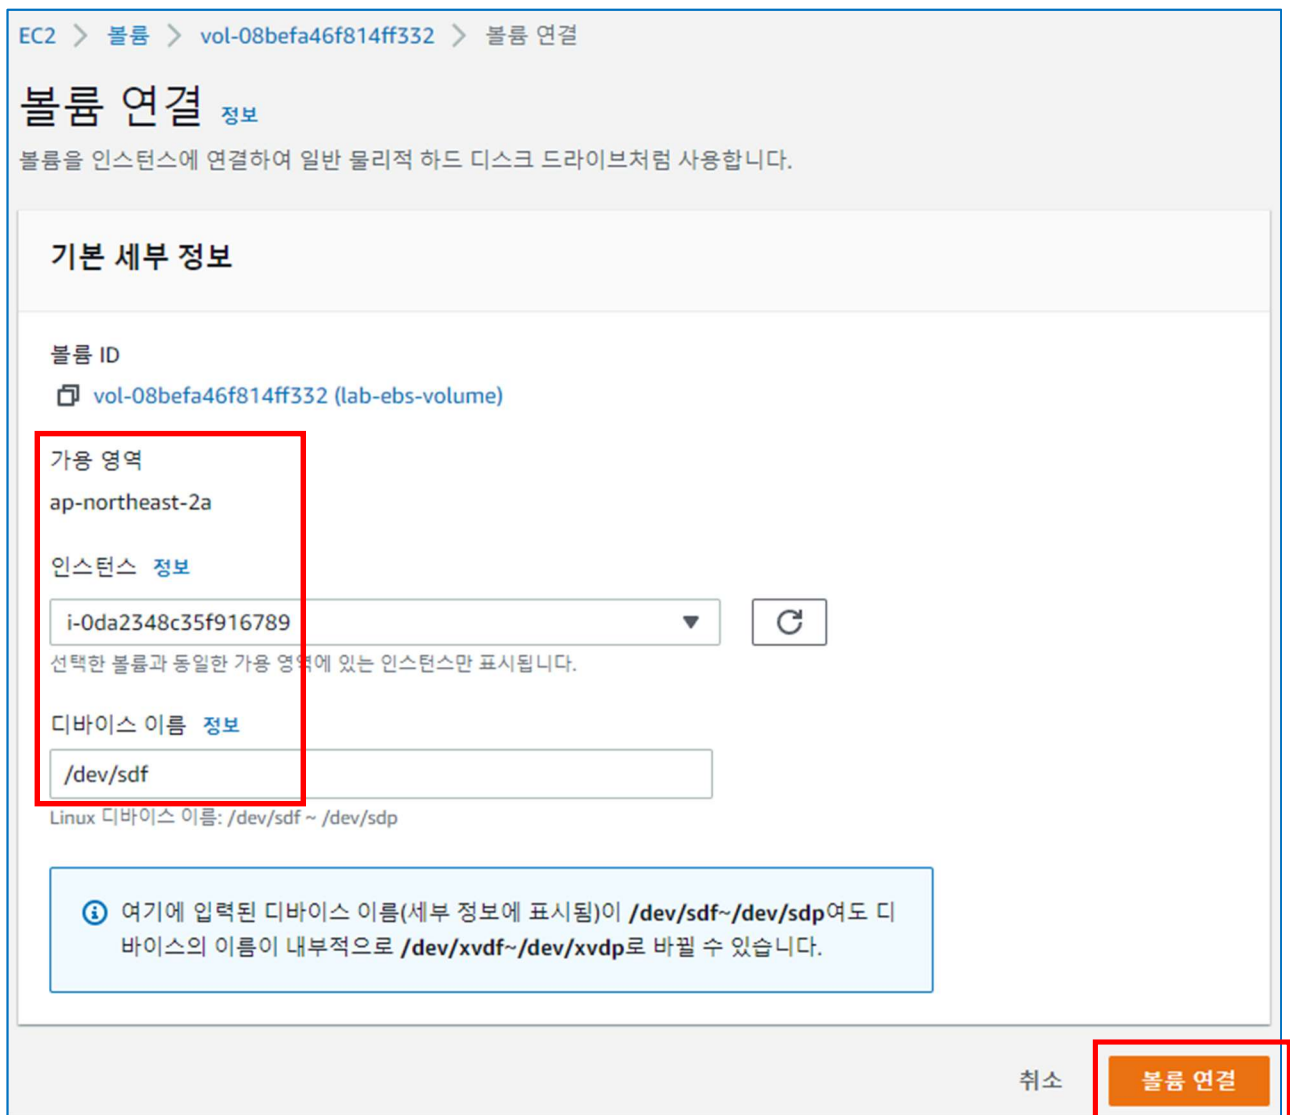 EC2 > 볼륨 > vol-08befa46f814ff332 > 볼륨 연결
볼륨 연결 정보
볼륨을 인스턴스에 연결하여 일반 물리적 하드 디스크 드라이브처럼 사용합니다.
기본 세부 정보
볼륨 ID
vol-08befa46f814ff332 (lab-ebs-volume)
가용 영역
ap-northeast-2a
인스턴스 정보
i-0da2348c35f916789
선택한 볼륨과 동일한 가용 영역에 있는 인스턴스만 표시됩니다.
디바이스 이름 정보
/dev/sdf
Linux 디바이스 이름: /dev/sdf ~ /dev/sdp
여기에 입력된 디바이스 이름(세부 정보에 표시됨)이 /dev/sdf~/dev/sdp여도 디
바이스의 이름이 내부적으로 /dev/xvdf~/dev/xvdp로 바뀔 수 있습니다.
취소 볼륨 연결